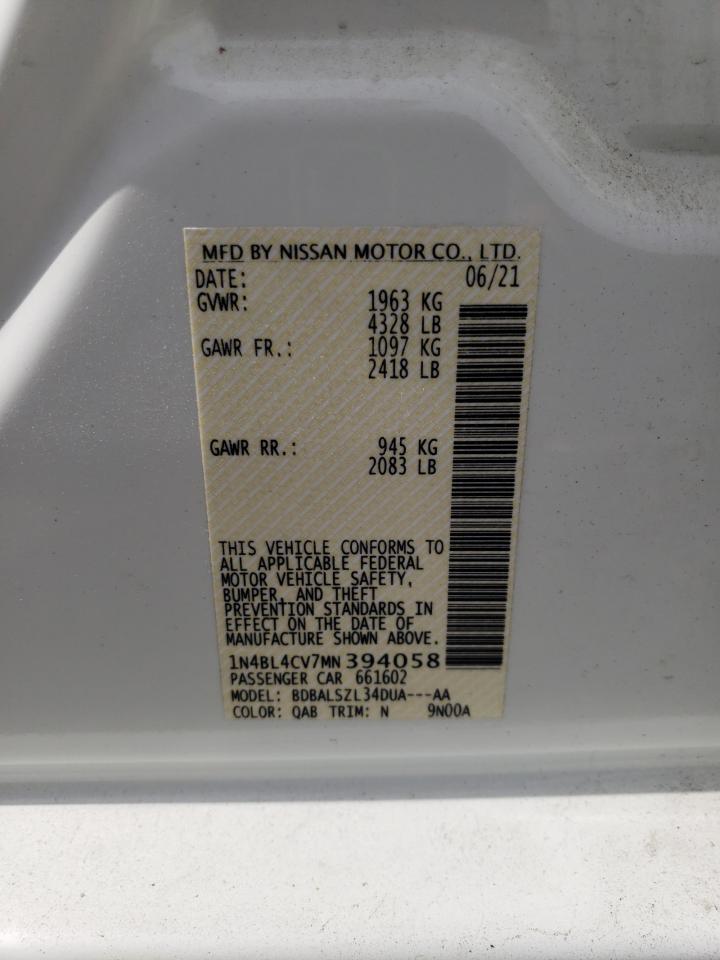 MFD BY NISSAN MOTOR CO., LTD.
DATE: 06/21
GVWR: 1963 KG
4328 LB
GAWR FR.: 1097 KG
2418 LB
GAWR RR.: 945 KG
2083 LB
THIS VEHICLE CONFORMS TO
ALL APPLICABLE FEDERAL
MOTOR VEHICLE SAFETY,
BUMPER, AND THEFT
PREVENTION STANDARDS IN
EFFECT ON THE DATE OF
MANUFACTURE SHOWN ABOVE.
1N4BL4CV7MN394058
PASSENGER CAR 661602
MODEL: BDBALSZL34DUA---AA
COLOR: QAB TRIM: N 9N00A